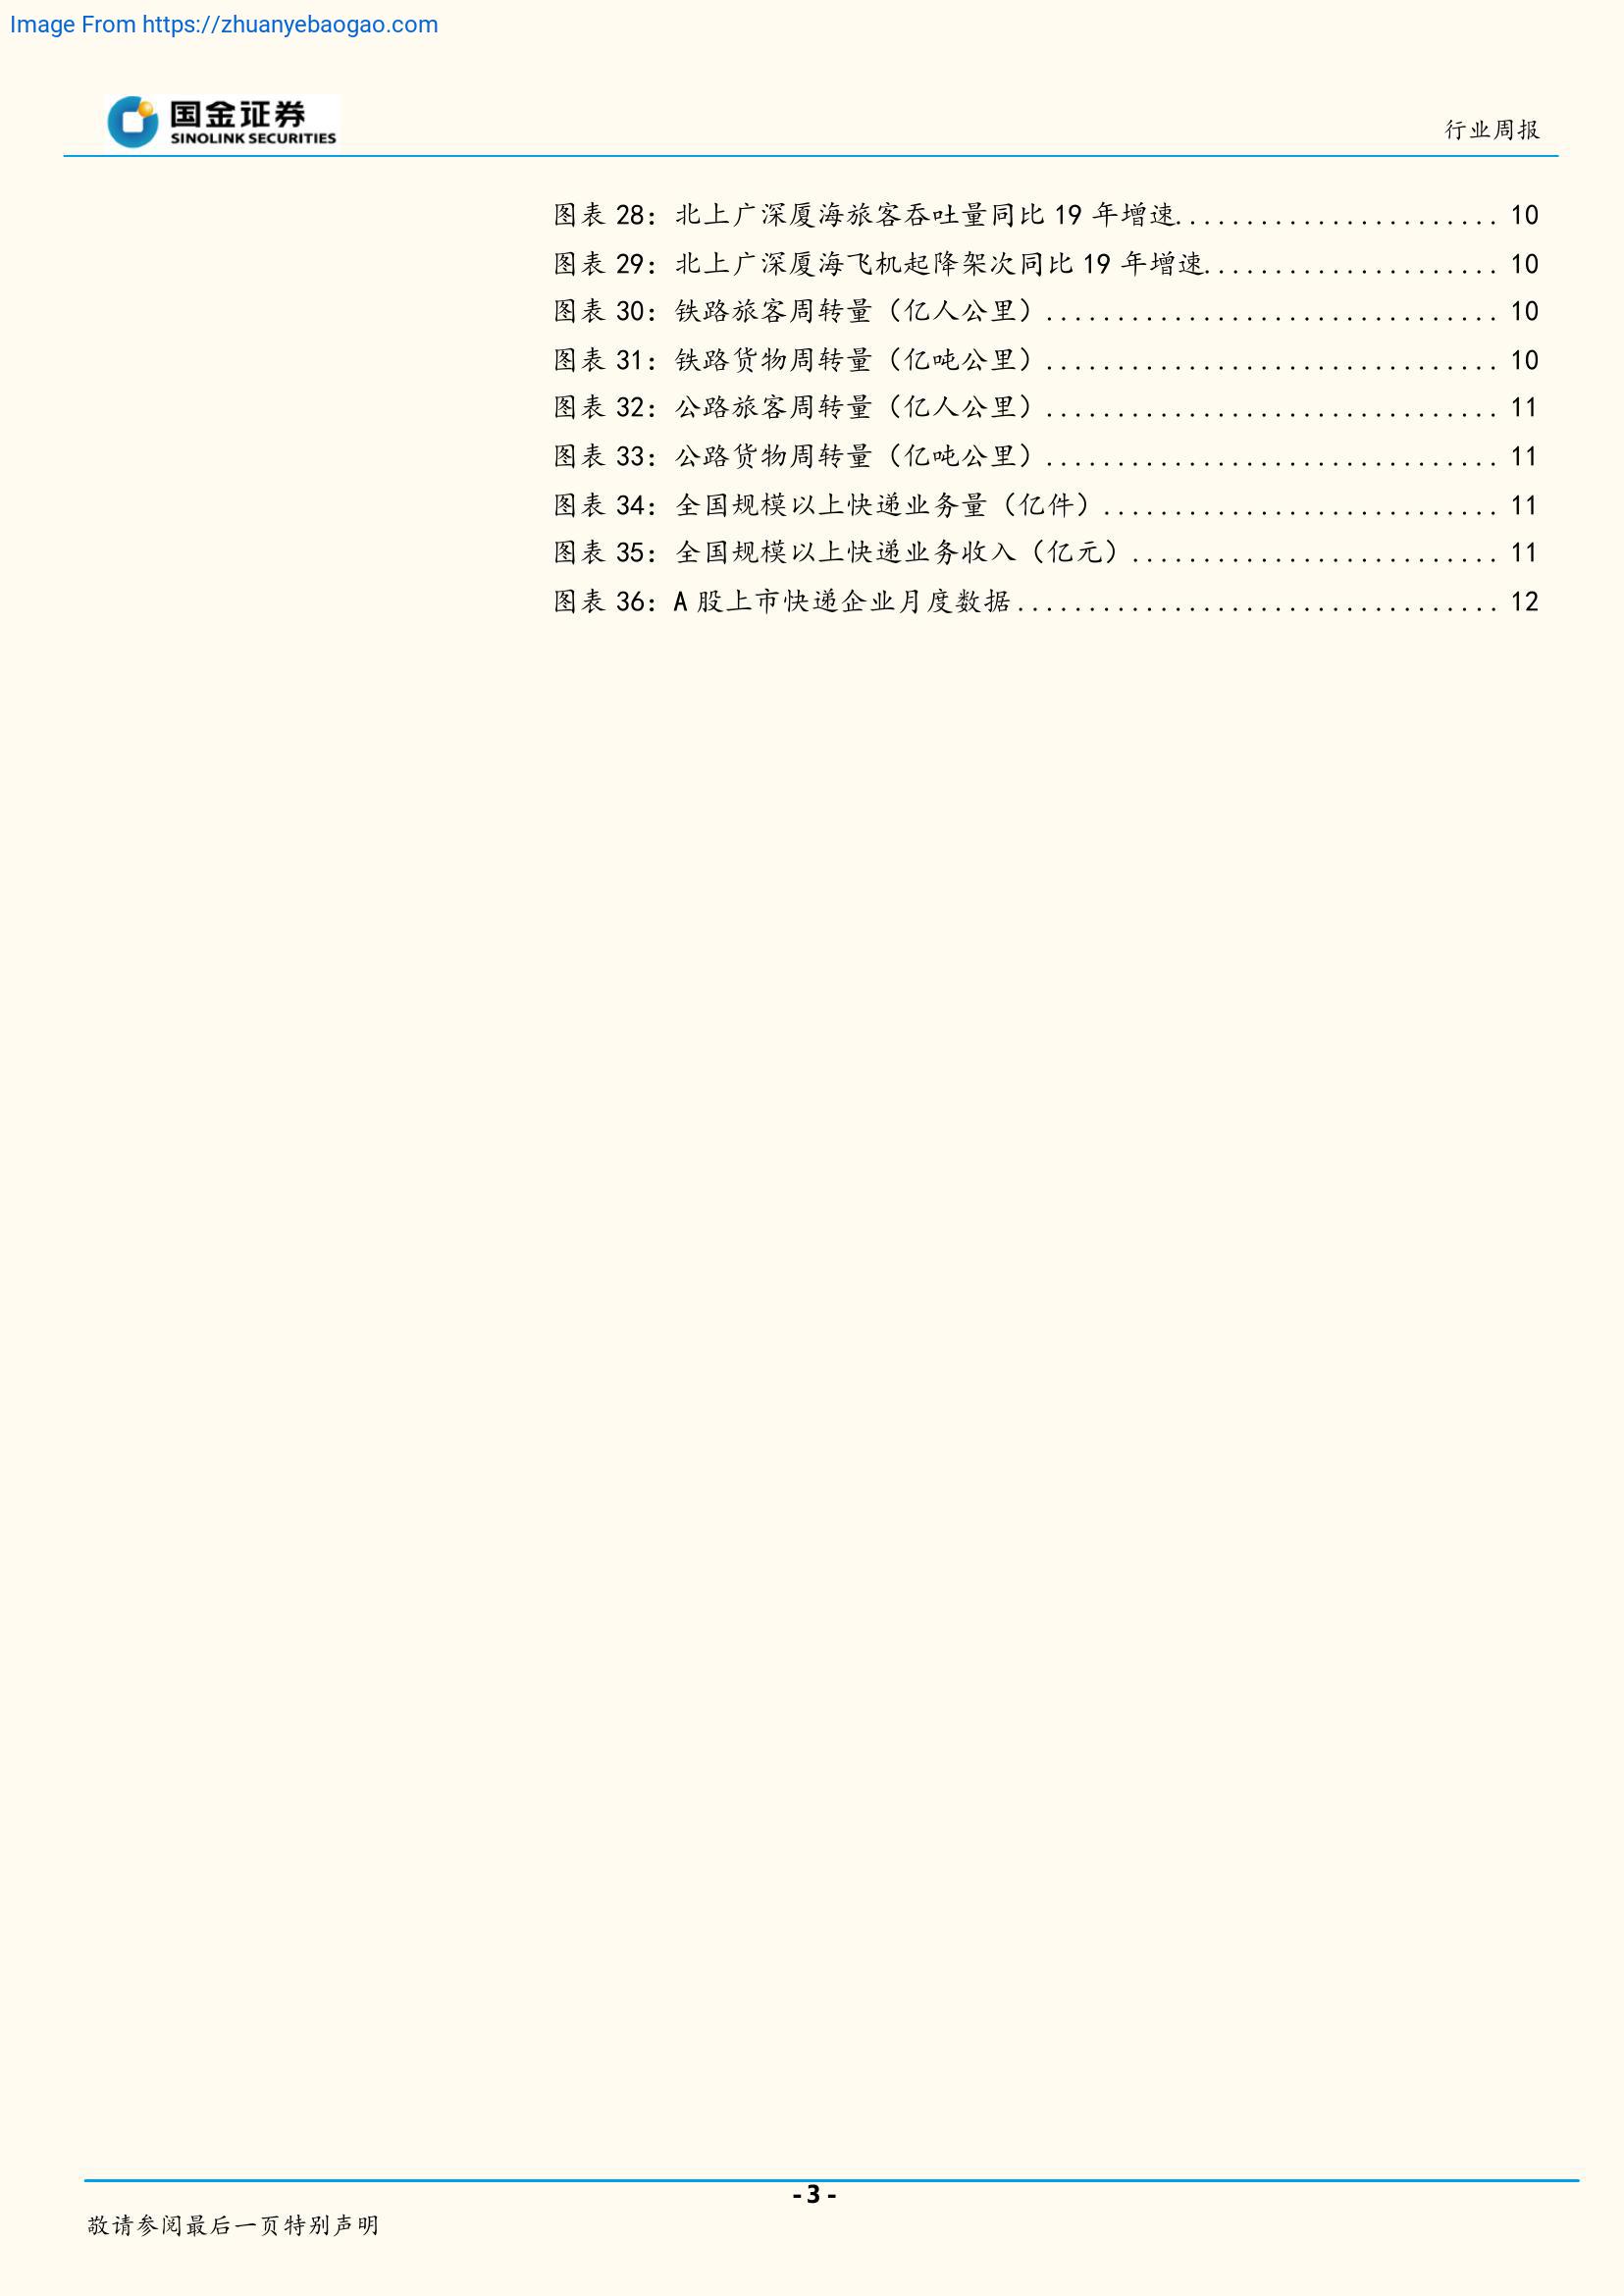 Image From https://zhuanyebaogao.com
国金证券
SINOLINK SECURITIES
行业周报
图表 28：北上广深厦海旅客吞吐量同比 19 年增速....................... 10
图表 29：北上广深厦海飞机起降架次同比 19 年增速..................... 10
图表 30：铁路旅客周转量（亿人公里）................................ 10
图表 31：铁路货物周转量（亿吨公里）................................ 10
图表 32：公路旅客周转量（亿人公里）................................ 11
图表 33：公路货物周转量（亿吨公里）................................ 11
图表 34：全国规模以上快递业务量（亿件）............................ 11
图表 35：全国规模以上快递业务收入（亿元）.......................... 11
图表 36：A 股上市快递企业月度数据.................................. 12
- 3 -
敬请参阅最后一页特别声明